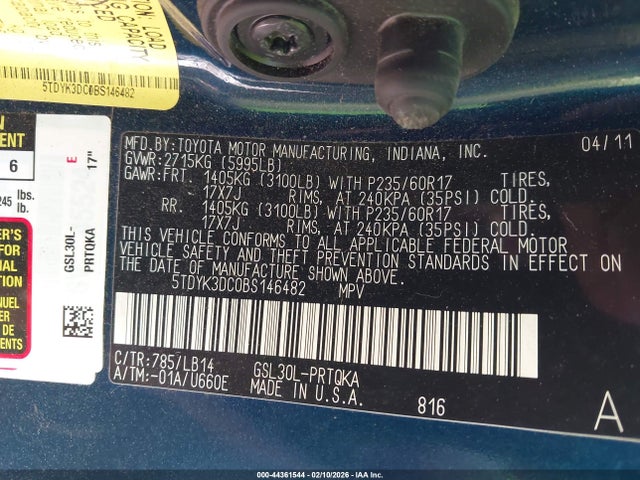 5TDYK3DC0BS146482
6
245 lbs.
lb.
E
17"
GSL30L-
PRTQKA
MFD.BY:TOYOTA MOTOR MANUFACTURING, INDIANA, INC. 04/11
GVWR:2715KG (5995LB)
GAWR:FRT. 1405KG (3100LB) WITH P235/60R17 TIRES,
17X7J RIMS, AT 240KPA (35PSI) COLD.
RR. 1405KG (3100LB) WITH P235/60R17 TIRES,
17X7J RIMS, AT 240KPA (35PSI) COLD.
THIS VEHICLE CONFORMS TO ALL APPLICABLE FEDERAL MOTOR
VEHICLE SAFETY AND THEFT PREVENTION STANDARDS IN EFFECT ON
THE DATE OF MANUFACTURE SHOWN ABOVE.
5TDYK3DC0BS146482 MPV
C/TR:785/LB14 GSL30L-PRTQKA
A/TM:-01A/U660E MADE IN U.S.A.
816 A
000-44361544 - 02/10/2026 - IAA Inc.